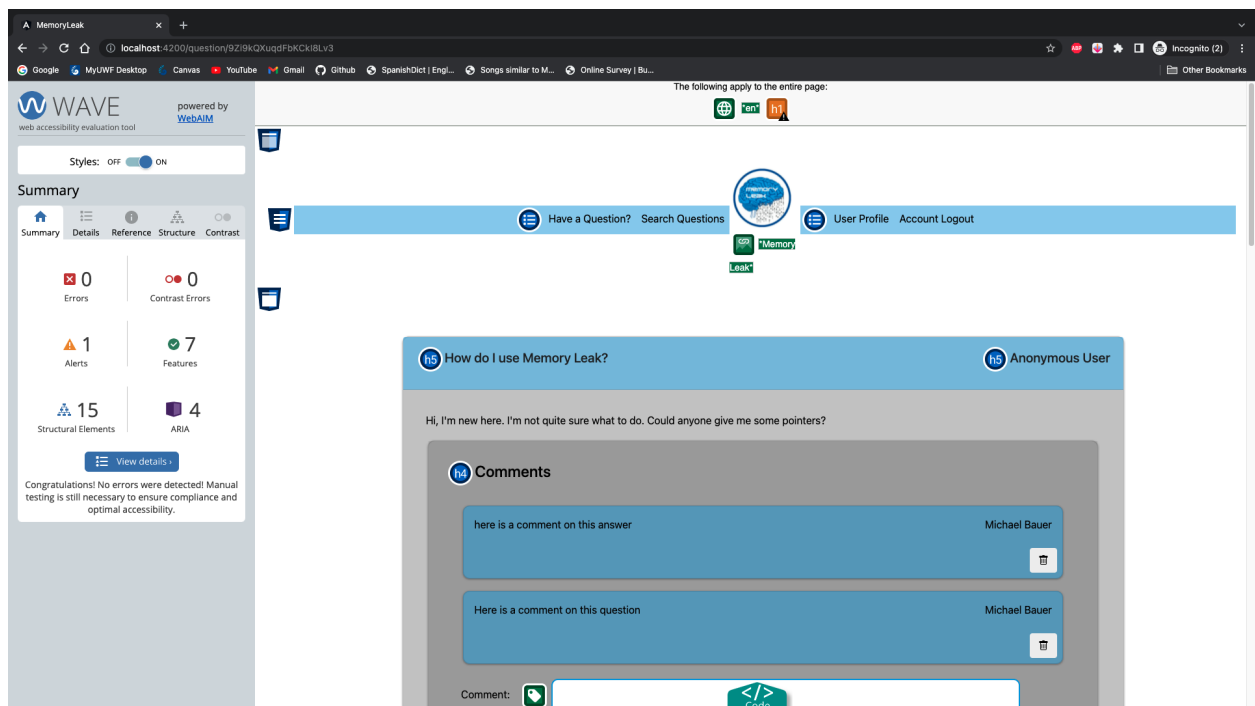 MemoryLeak
localhost:4200/question/9Zl9kQXuqdFbKCkI8Lv3
ABP
Incognito (2)
Google MyUWF Desktop Canvas YouTube Gmail Github SpanishDict | Engl... Songs similar to M... Online Survey | Bu... Other Bookmarks
WAVE
web accessibility evaluation tool
powered by
WebAIM
Styles: OFF ON
Summary
Summary Details Reference Structure Contrast
0
Errors
0
Contrast Errors
1
Alerts
7
Features
15
Structural Elements
4
ARIA
View details ›
Congratulations! No errors were detected! Manual
testing is still necessary to ensure compliance and
optimal accessibility.
The following apply to the entire page:
*en* h1
MEMORY
LEAK
Have a Question? Search Questions
User Profile Account Logout
*Memory
Leak*
h5 How do I use Memory Leak?
h5 Anonymous User
Hi, I'm new here. I'm not quite sure what to do. Could anyone give me some pointers?
h4 Comments
here is a comment on this answer Michael Bauer
Here is a comment on this question Michael Bauer
Comment:
</>
Code